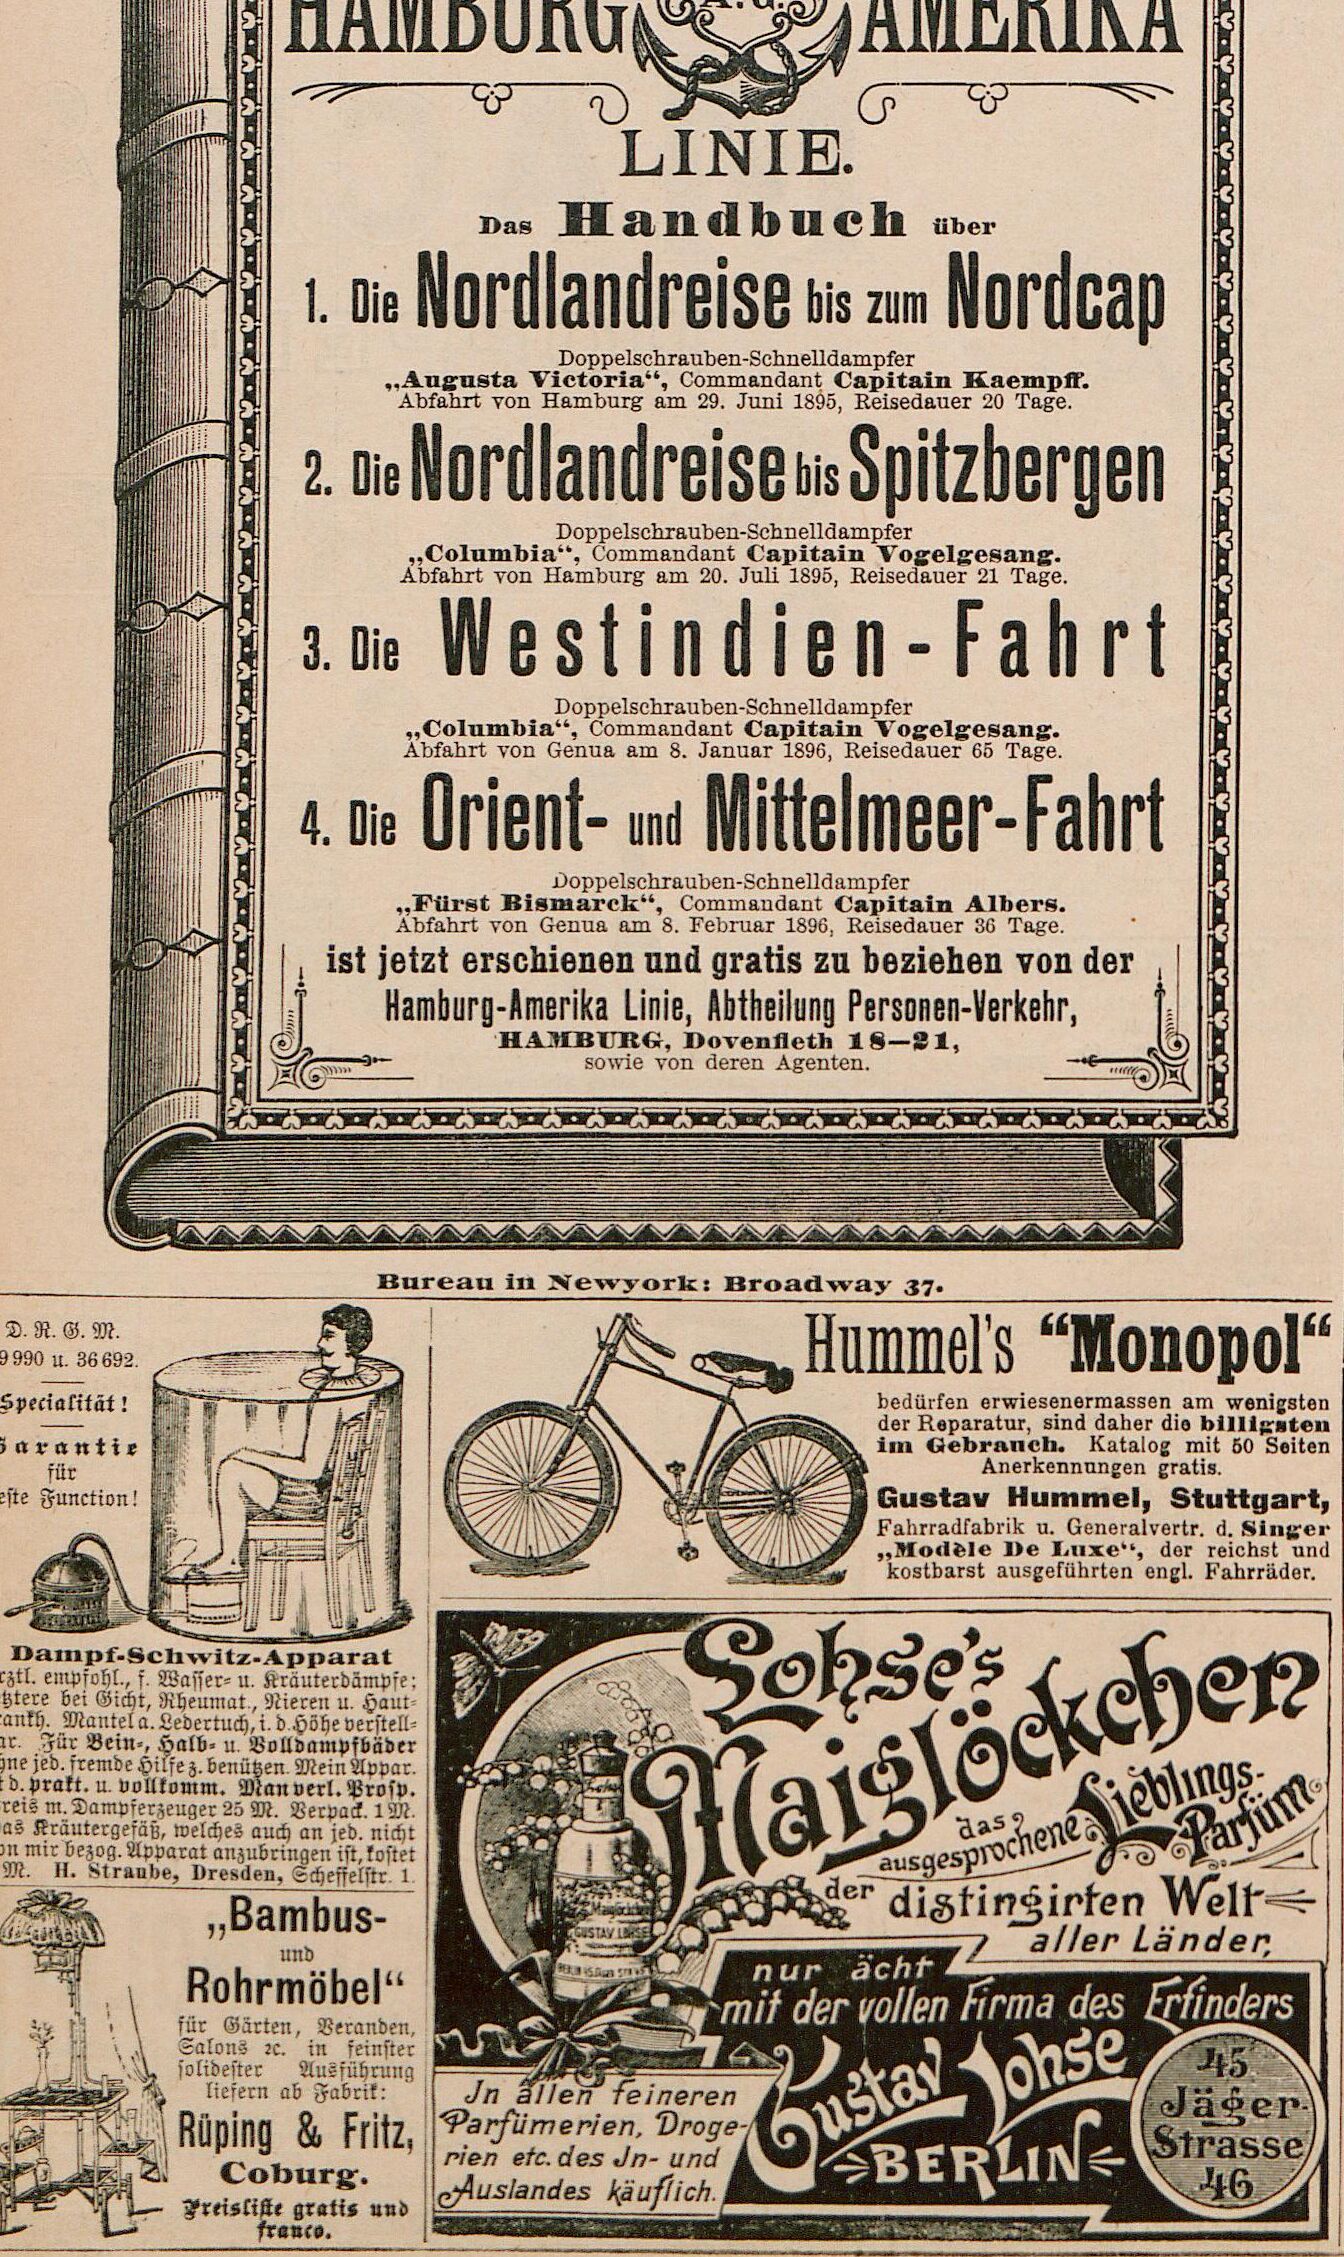 HAMBURG AMERIKA
LINIE.
Das Handbuch über
1. Die Nordlandreise bis zum Nordcap
Doppelschrauben-Schnelldampfer
„Augusta Victoria“, Commandant Capitain Kaempff.
Abfahrt von Hamburg am 29. Juni 1895, Reisedauer 20 Tage.
2. Die Nordlandreise bis Spitzbergen
Doppelschrauben-Schnelldampfer
„Columbia“, Commandant Capitain Vogelgesang.
Abfahrt von Hamburg am 20. Juli 1895, Reisedauer 21 Tage.
3. Die Westindien-Fahrt
Doppelschrauben-Schnelldampfer
„Columbia“, Commandant Capitain Vogelgesang.
Abfahrt von Genua am 8. Januar 1896, Reisedauer 65 Tage.
4. Die Orient- und Mittelmeer-Fahrt
Doppelschrauben-Schnelldampfer
„Fürst Bismarck“, Commandant Capitain Albers.
Abfahrt von Genua am 8. Februar 1896, Reisedauer 36 Tage.
ist jetzt erschienen und gratis zu beziehen von der
Hamburg-Amerika Linie, Abtheilung Personen-Verkehr,
HAMBURG, Dovenfleth 18—21,
sowie von deren Agenten.
Bureau in Newyork: Broadway 37.
D. R. G. M.
9990 u. 36692.
Specialität!
Garantie
für
este Function!
Dampf-Schwitz-Apparat
rztl. empfohl., f. Wasser- u. Kräuterdämpfe;
tztere bei Gicht, Rheumat., Nieren u. Haut-
rankh. Mantel a. Ledertuch, i. d. Höhe verstell-
ar. Für Bein-, Halb- u. Volldampfbäder
hne jed. fremde Hilfe z. benützen. Mein Appar.
t d. prakt. u. vollkomm. Man verl. Prosp.
reis m. Dampferzeuger 25 M. Verpack. 1 M.
as Kräutergefäß, welches auch an jed. nicht
on mir bezog. Apparat anzubringen ist, kostet
M. H. Straube, Dresden, Scheffelstr. 1.
„Bambus-
und
Rohrmöbel“
für Gärten, Veranden,
Salons ꝛc. in feinster
solidester Ausführung
liefern ab Fabrik:
Rüping & Fritz,
Coburg.
Preisliste gratis und
franco.
Hummel's “Monopol“
bedürfen erwiesenermassen am wenigsten
der Reparatur, sind daher die billigsten
im Gebrauch. Katalog mit 50 Seiten
Anerkennungen gratis.
Gustav Hummel, Stuttgart,
Fahrradfabrik u. Generalvertr. d. Singer
„Modèle De Luxe“, der reichst und
kostbarst ausgeführten engl. Fahrräder.
Lohse's
Maiglöckchen
das
ausgesprochene Lieblings-
Parfüm
der distingirten Welt
aller Länder,
nur ächt
mit der vollen Firma des Erfinders
Gustav Lohse
BERLIN
45
Jäger-
Strasse
46
In allen feineren
Parfümerien, Droge-
rien etc. des In- und
Auslandes käuflich.
Lohse's
Maiglöckchen
GUSTAV LOHSE